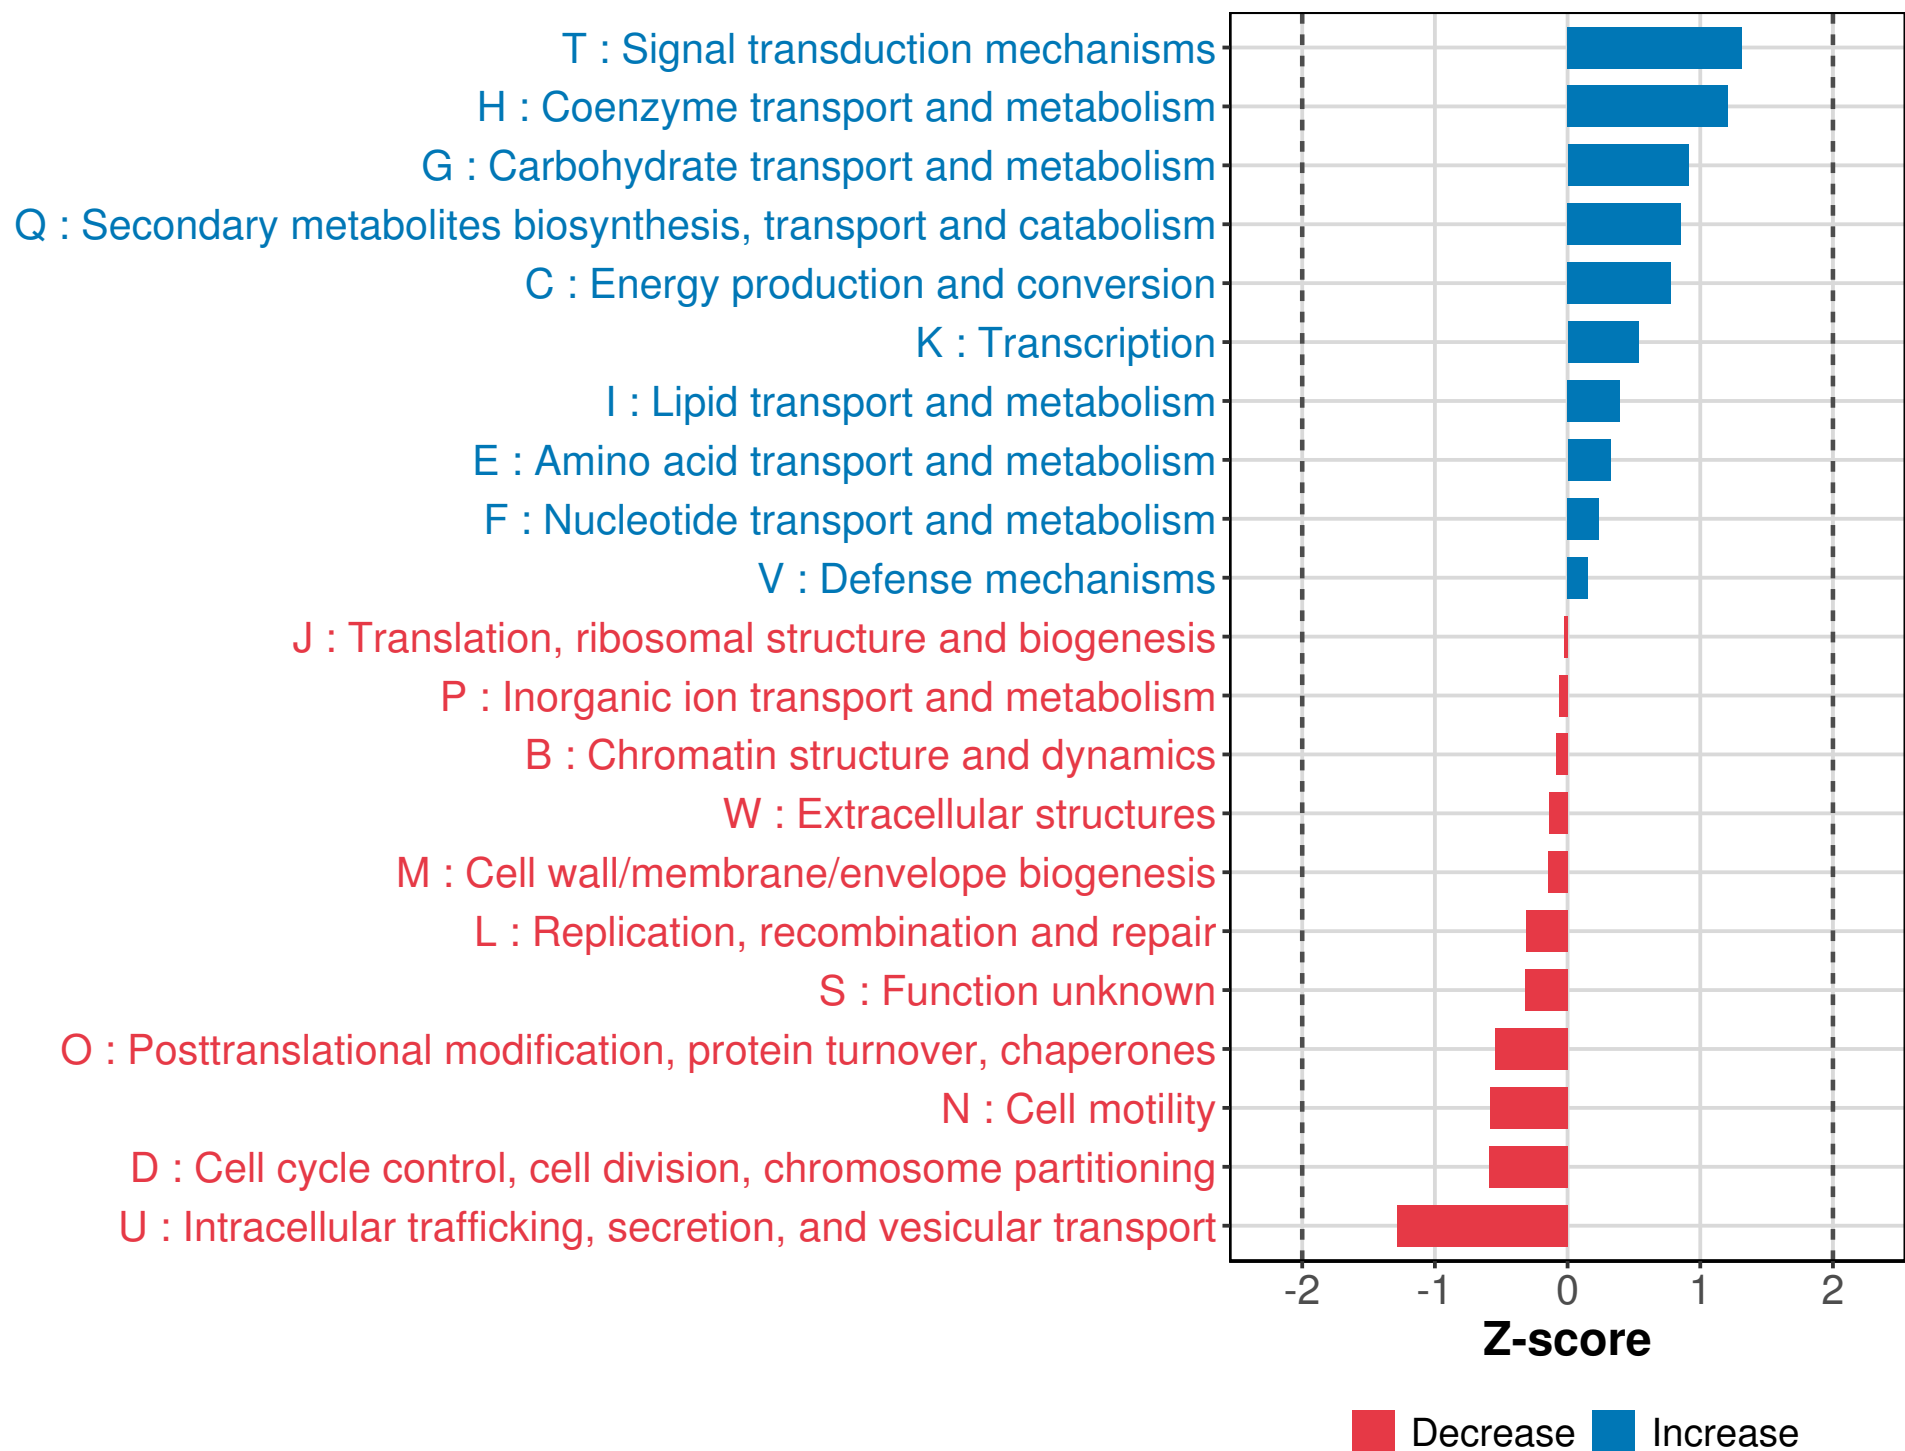 T : Signal transduction mechanisms
H : Coenzyme transport and metabolism
G : Carbohydrate transport and metabolism
Q : Secondary metabolites biosynthesis, transport and catabolism
C : Energy production and conversion
K : Transcription
I : Lipid transport and metabolism
E : Amino acid transport and metabolism
F : Nucleotide transport and metabolism
V : Defense mechanisms
J : Translation, ribosomal structure and biogenesis
P : Inorganic ion transport and metabolism
B : Chromatin structure and dynamics
W : Extracellular structures
M : Cell wall/membrane/envelope biogenesis
L : Replication, recombination and repair
S : Function unknown
O : Posttranslational modification, protein turnover, chaperones
N : Cell motility
D : Cell cycle control, cell division, chromosome partitioning
U : Intracellular trafficking, secretion, and vesicular transport
-2 -1 0 1 2
Z-score
Decrease Increase